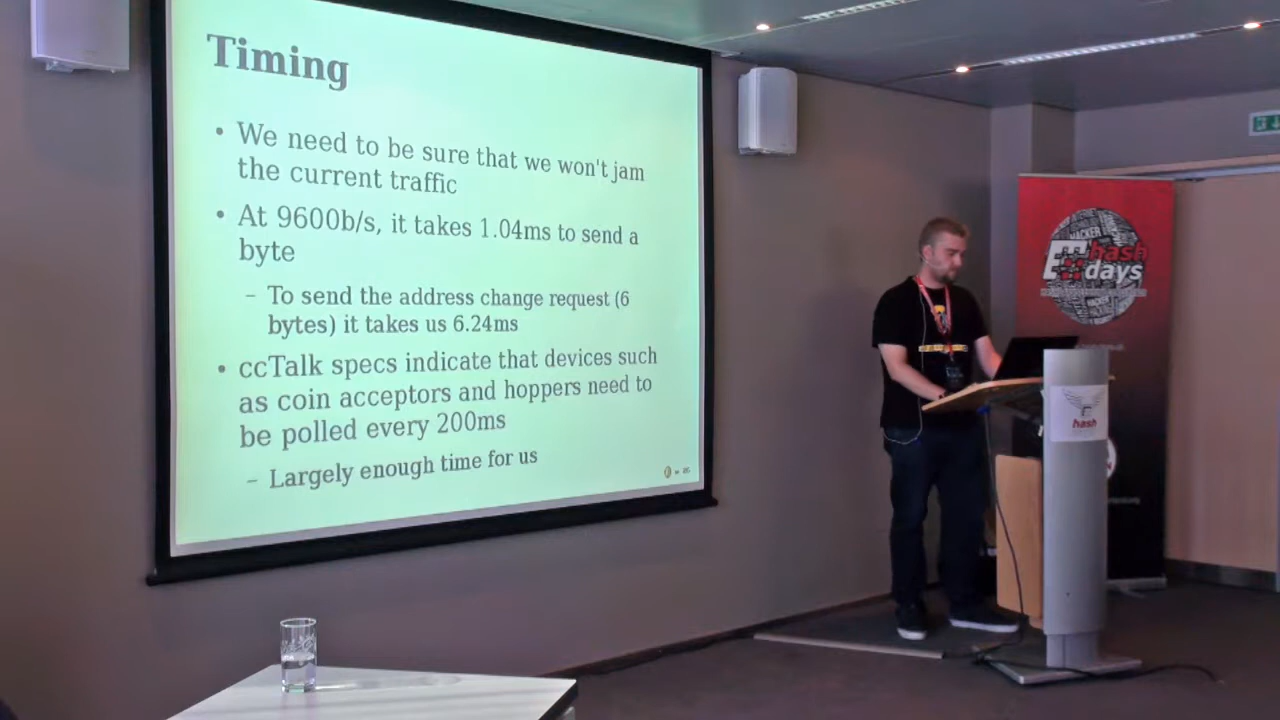 Timing
• We need to be sure that we won't jam
the current traffic
• At 9600b/s, it takes 1.04ms to send a
byte
– To send the address change request (6
bytes) it takes us 6.24ms
• ccTalk specs indicate that devices such
as coin acceptors and hoppers need to
be polled every 200ms
– Largely enough time for us
HACKER
hash
days
hash